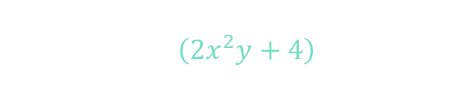 (2x²y + 4)